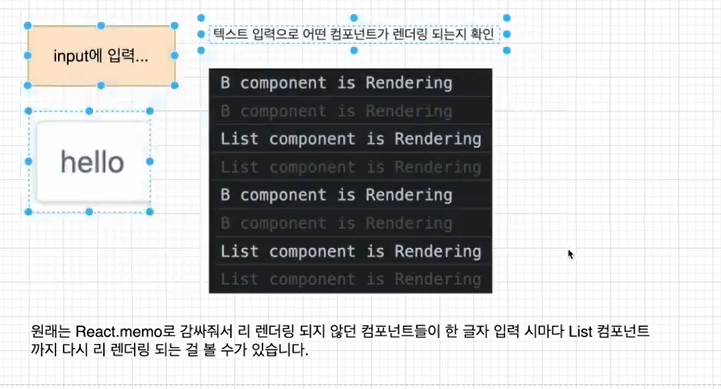 input에 입력...
텍스트 입력으로 어떤 컴포넌트가 렌더링 되는지 확인
hello
B component is Rendering
B component is Rendering
List component is Rendering
List component is Rendering
B component is Rendering
B component is Rendering
List component is Rendering
List component is Rendering
원래는 React.memo로 감싸줘서 리 렌더링 되지 않던 컴포넌트들이 한 글자 입력 시마다 List 컴포넌트
까지 다시 리 렌더링 되는 걸 볼 수가 있습니다.